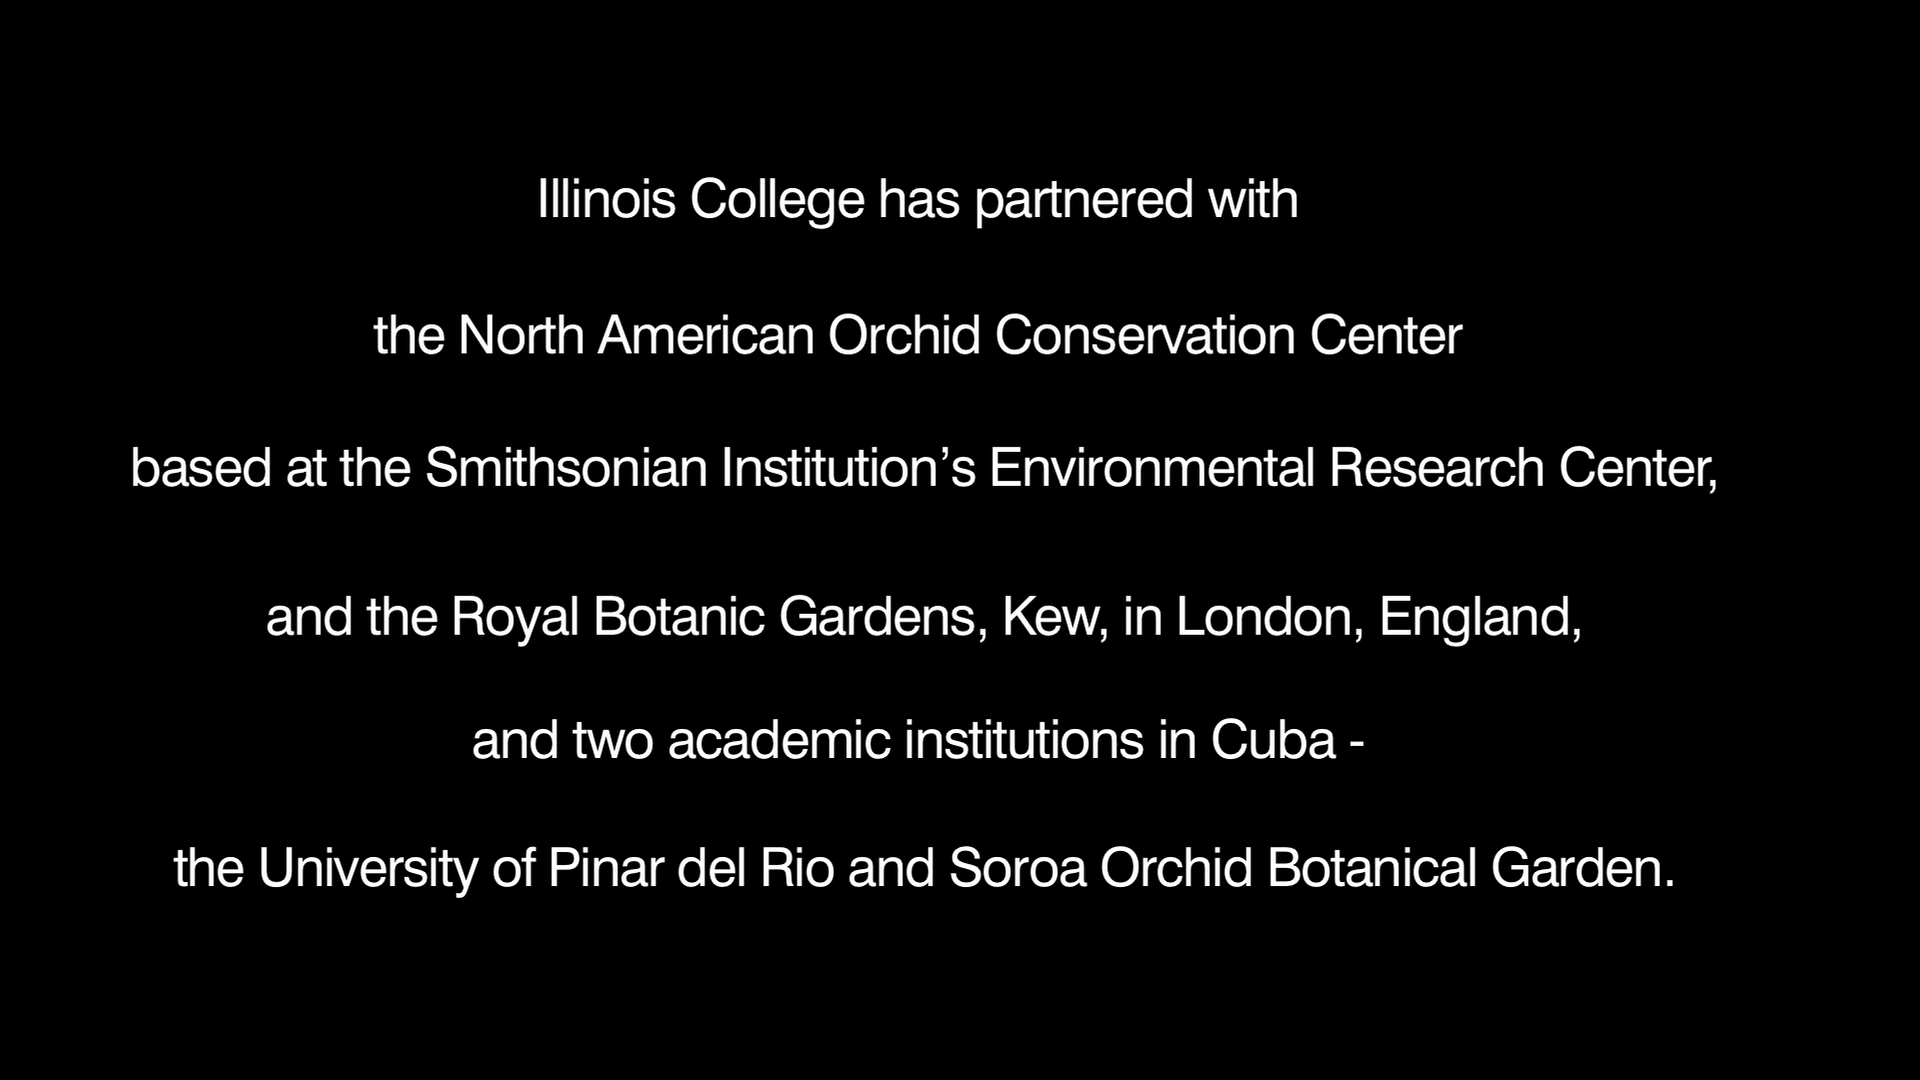 Illinois College has partnered with
the North American Orchid Conservation Center
based at the Smithsonian Institution’s Environmental Research Center,
and the Royal Botanic Gardens, Kew, in London, England,
and two academic institutions in Cuba -
the University of Pinar del Rio and Soroa Orchid Botanical Garden.